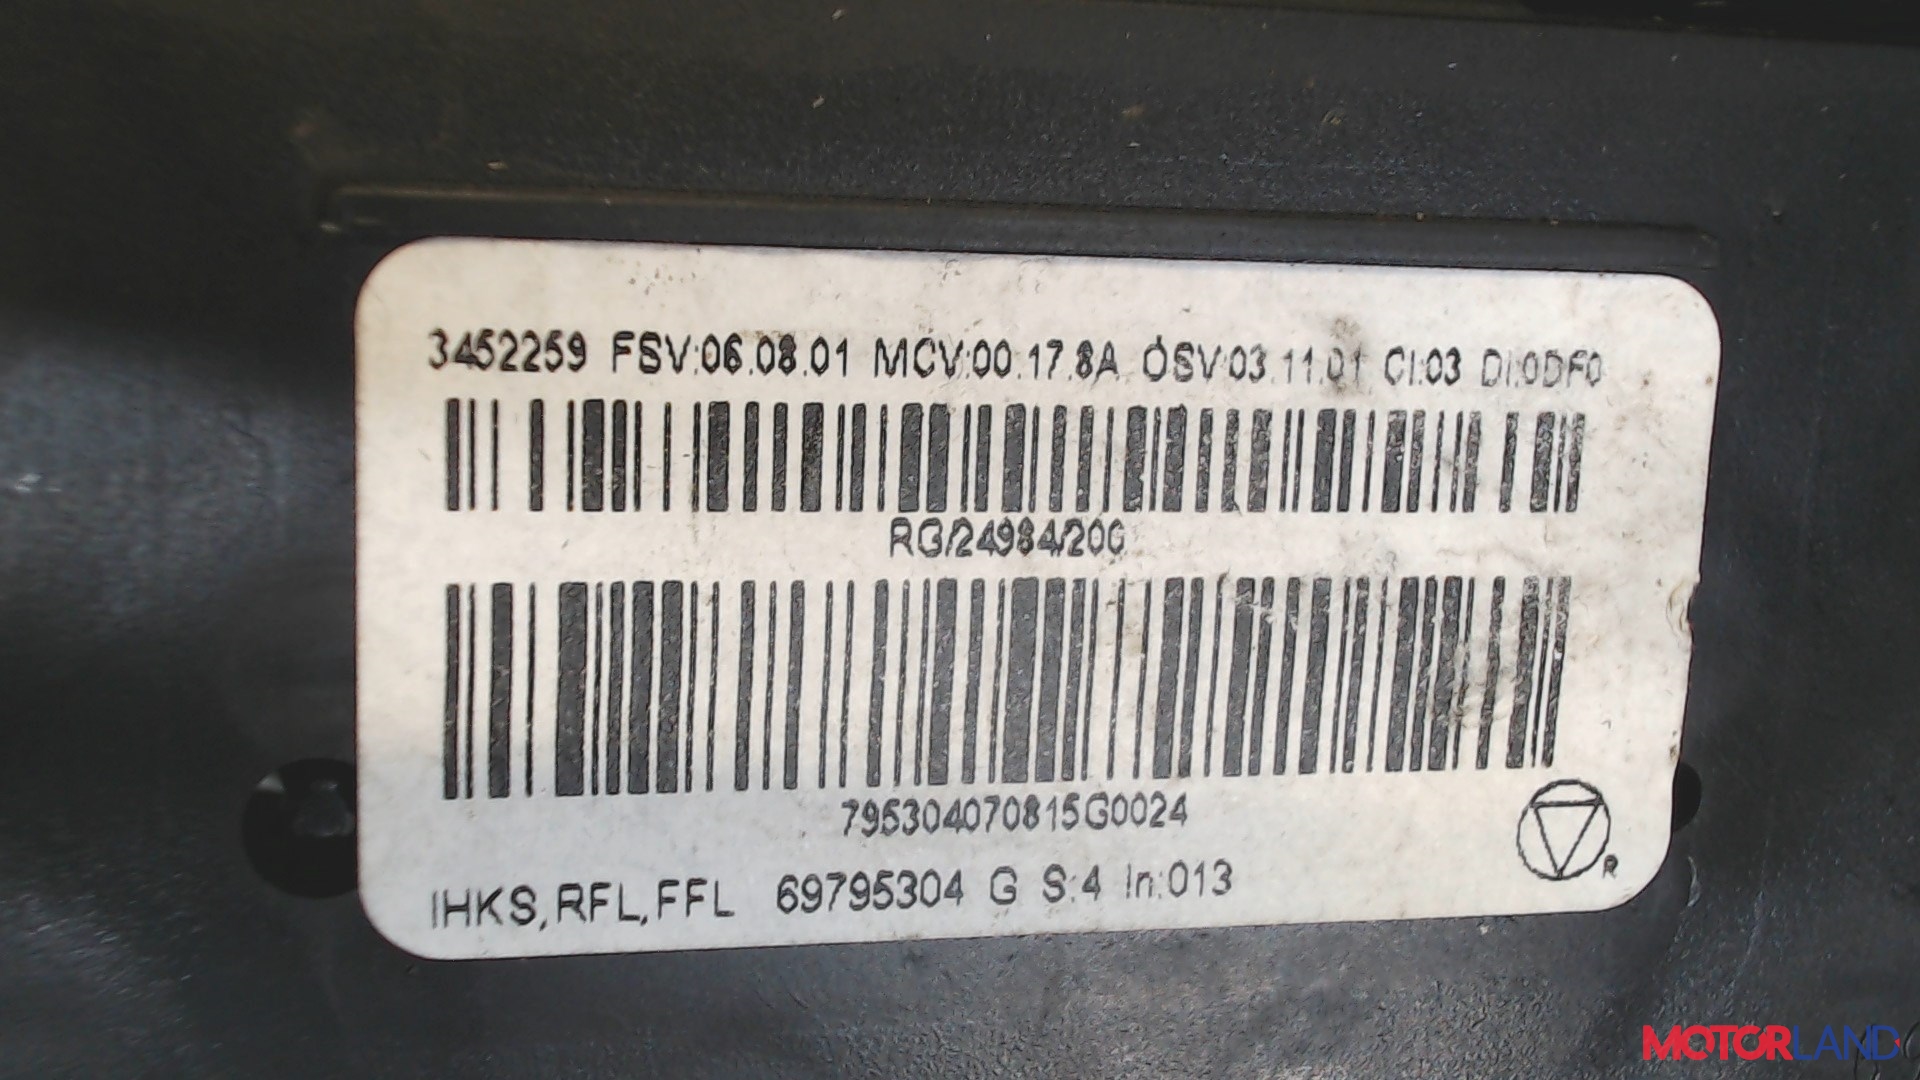 3452259 FSV:06.08.01 MCV:00.17.8A OSV:03.11.01 CI:03 DI:0DF0
RG/24984/200
795304070815G0024
R
IHKS,RFL,FFL 69795304 G S:4 In:013
MOTORLAND